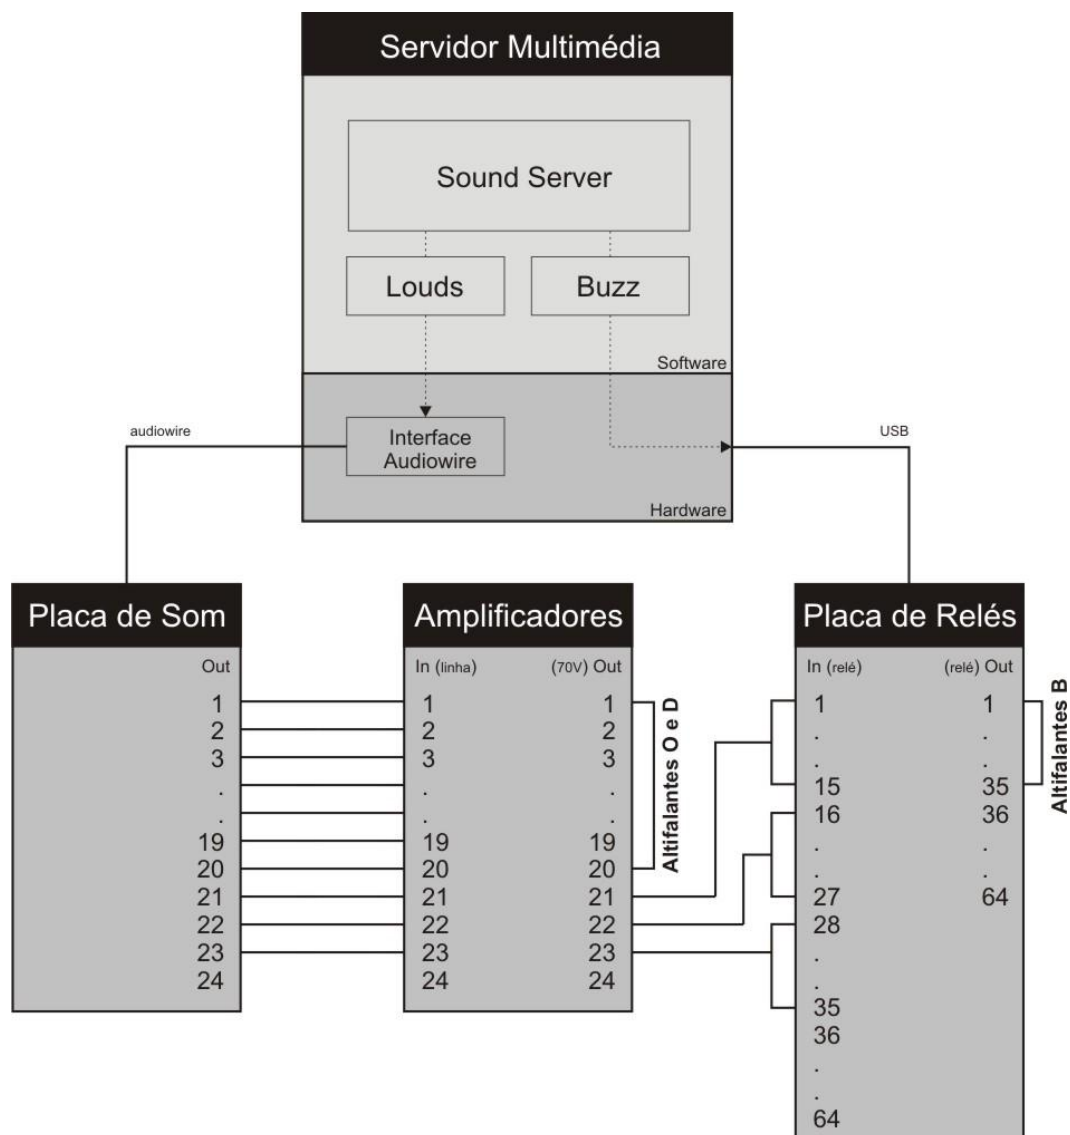 Servidor Multimédia
Sound Server
Louds
Buzz
Software
Interface
Audiowire
Hardware
audiowire
USB
Placa de Som
Out
1
2
3
.
.
19
20
21
22
23
24
Amplificadores
In (linha) (70V) Out
1 1
2 2
3 3
. .
. .
19 19
20 20
21 21
22 22
23 23
24 24
Altifalantes O e D
Placa de Relés
In (relé) (relé) Out
1 1
. .
. .
15 35
16 36
. .
. .
27 64
28
.
.
35
36
.
.
64
Altifalantes B